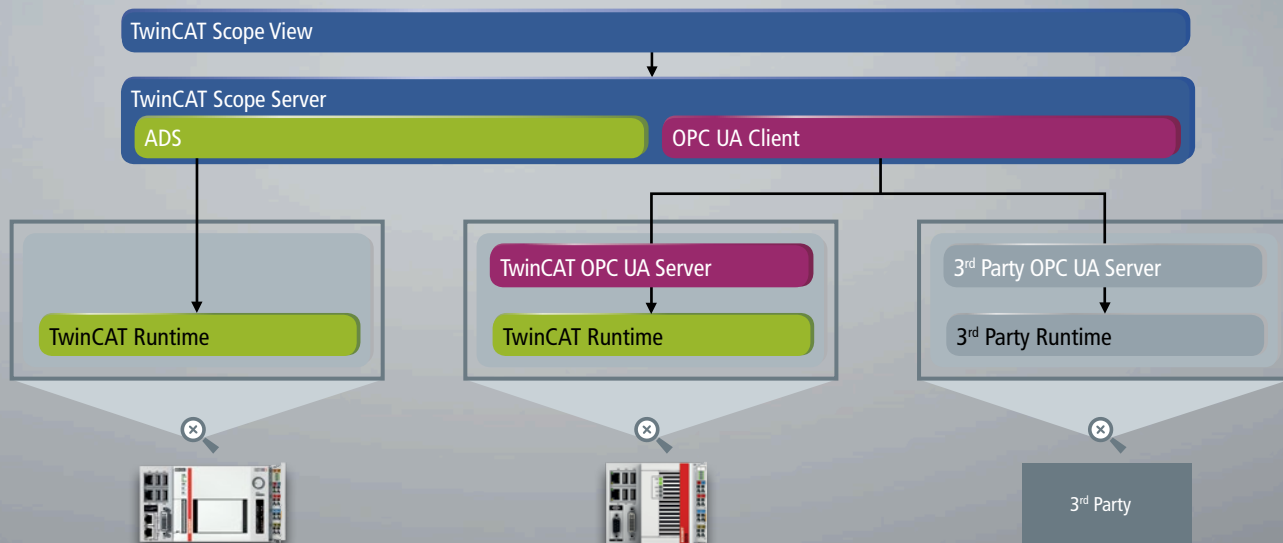 TwinCAT Scope View
TwinCAT Scope Server
ADS
OPC UA Client
TwinCAT OPC UA Server
3rd Party OPC UA Server
TwinCAT Runtime
TwinCAT Runtime
3rd Party Runtime
3rd Party